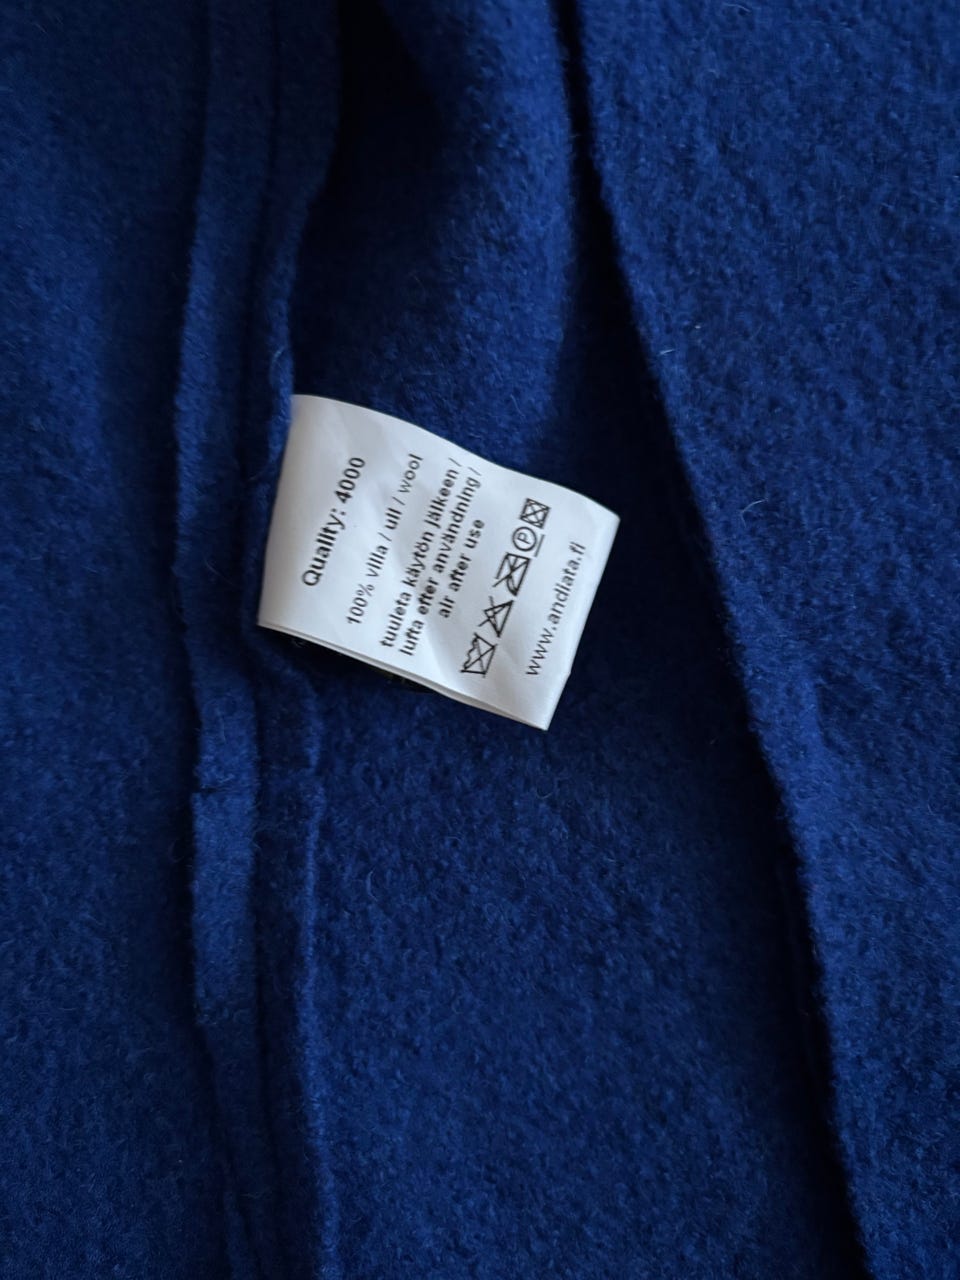 Quality: 4000
100% villa / ull / wool
tuuleta käytön jälkeen /
lufta efter användning/
air after use
P
www.andiata.fi